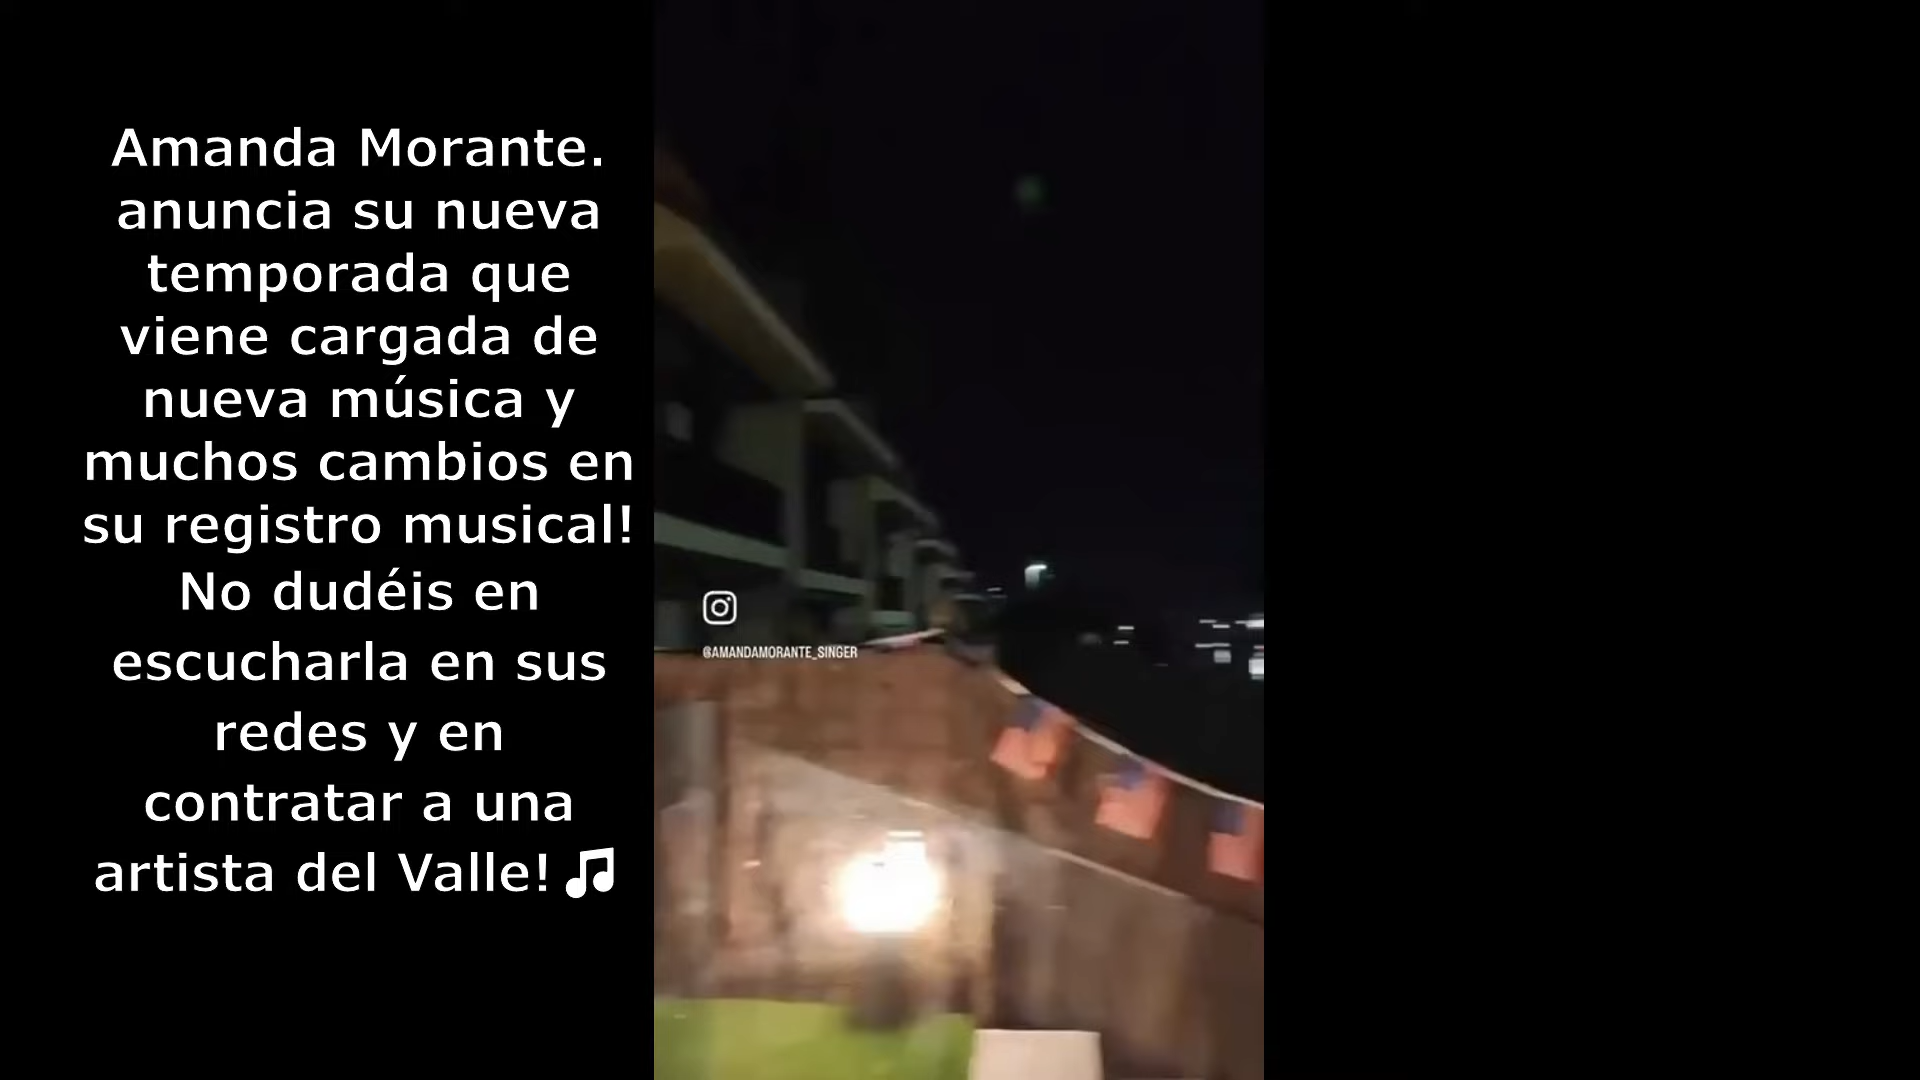 Amanda Morante.
anuncia su nueva
temporada que
viene cargada de
nueva música y
muchos cambios en
su registro musical!
No dudéis en
escucharla en sus
redes y en
contratar a una
artista del Valle!
@AMANDAMORANTE_SINGER